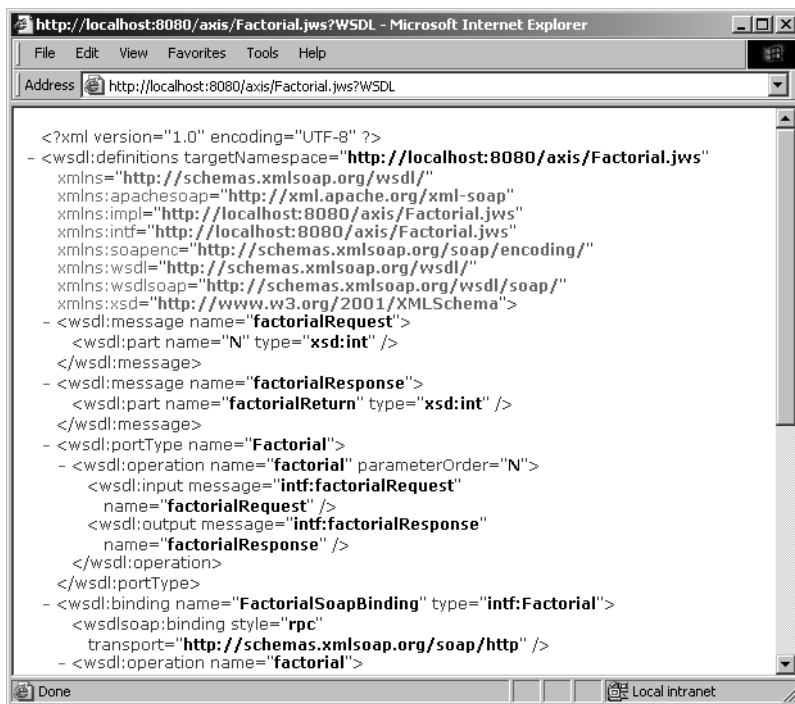 http://localhost:8080/axis/Factorial.jws?WSDL - Microsoft Internet Explorer
File Edit View Favorites Tools Help
Address http://localhost:8080/axis/Factorial.jws?WSDL
<?xml version="1.0" encoding="UTF-8" ?>
- <wsdl:definitions targetNamespace="http://localhost:8080/axis/Factorial.jws"
xmlns="http://schemas.xmlsoap.org/wsdl/"
xmlns:apachesoap="http://xml.apache.org/xml-soap"
xmlns:impl="http://localhost:8080/axis/Factorial.jws"
xmlns:intf="http://localhost:8080/axis/Factorial.jws"
xmlns:soapenc="http://schemas.xmlsoap.org/soap/encoding/"
xmlns:wsdl="http://schemas.xmlsoap.org/wsdl/"
xmlns:wsdlsoap="http://schemas.xmlsoap.org/wsdl/soap/"
xmlns:xsd="http://www.w3.org/2001/XMLSchema">
- <wsdl:message name="factorialRequest">
<wsdl:part name="N" type="xsd:int" />
</wsdl:message>
- <wsdl:message name="factorialResponse">
<wsdl:part name="factorialReturn" type="xsd:int" />
</wsdl:message>
- <wsdl:portType name="Factorial">
- <wsdl:operation name="factorial" parameterOrder="N">
<wsdl:input message="intf:factorialRequest"
name="factorialRequest" />
<wsdl:output message="intf:factorialResponse"
name="factorialResponse" />
</wsdl:operation>
</wsdl:portType>
- <wsdl:binding name="FactorialSoapBinding" type="intf:Factorial">
<wsdlsoap:binding style="rpc"
transport="http://schemas.xmlsoap.org/soap/http" />
- <wsdl:operation name="factorial">
Done Local intranet